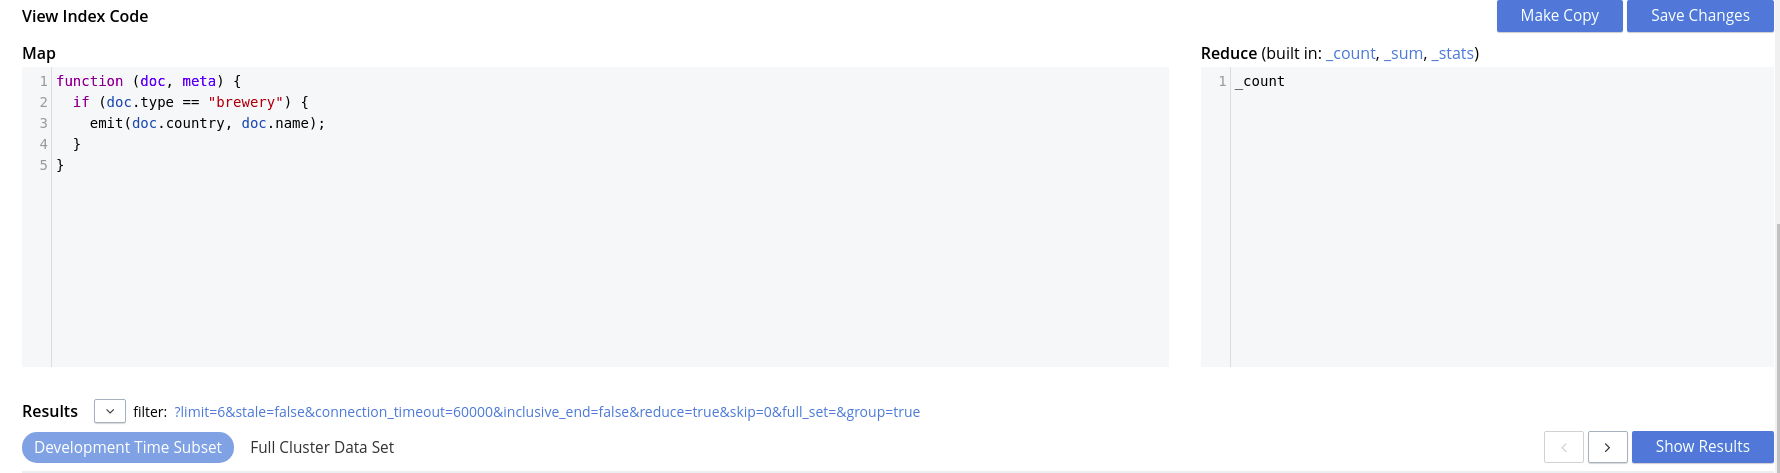 View Index Code
Make Copy
Save Changes
Map
1 function (doc, meta) {
2   if (doc.type == "brewery") {
3     emit(doc.country, doc.name);
4   }
5 }
Reduce (built in: _count, _sum, _stats)
1 _count
Results
filter: ?limit=6&stale=false&connection_timeout=60000&inclusive_end=false&reduce=true&skip=0&full_set=&group=true
Development Time Subset
Full Cluster Data Set
< > Show Results